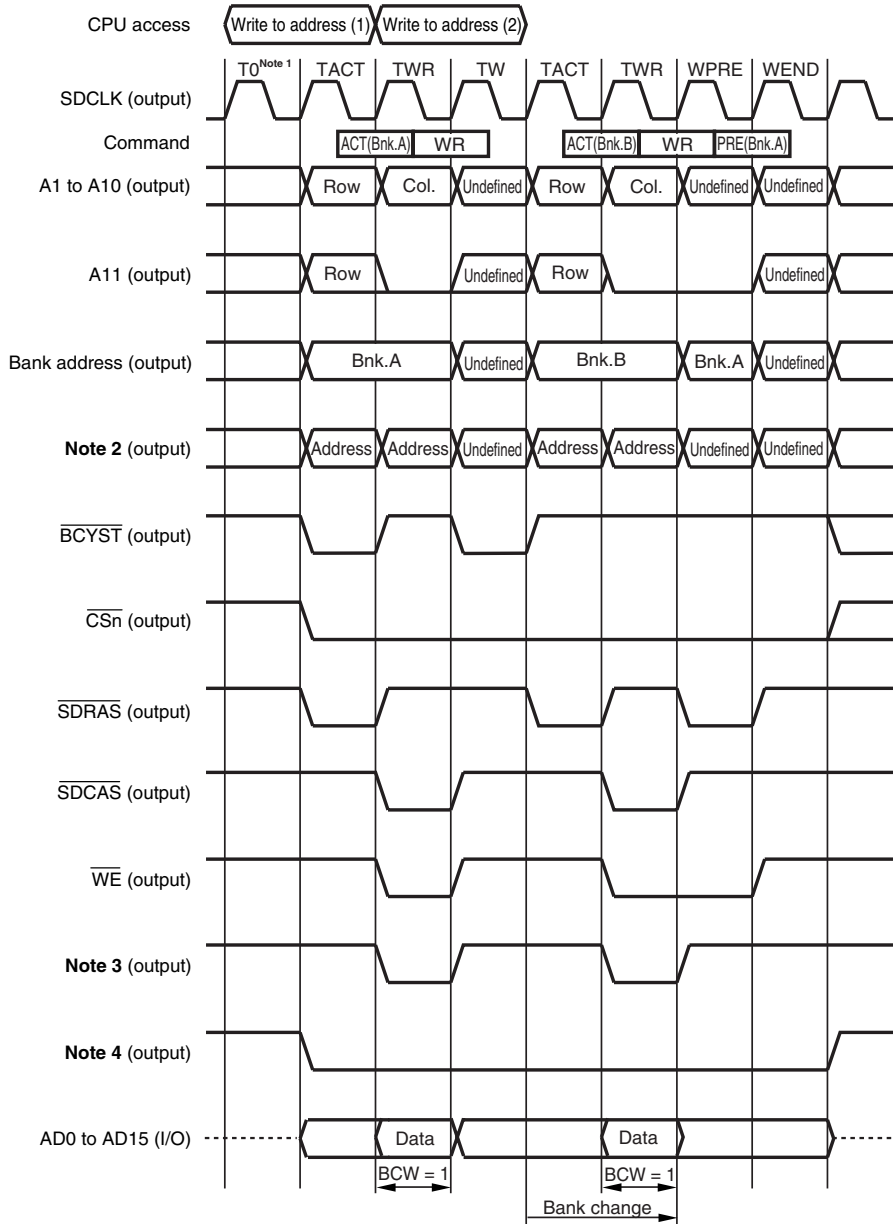 CPU access Write to address (1) Write to address (2)
T0Note 1 TACT TWR TW TACT TWR WPRE WEND
SDCLK (output)
Command ACT(Bnk.A) WR ACT(Bnk.B) WR PRE(Bnk.A)
A1 to A10 (output) Row Col. Undefined Row Col. Undefined Undefined
A11 (output) Row Undefined Row Undefined
Bank address (output) Bnk.A Undefined Bnk.B Bnk.A Undefined
Note 2 (output) Address Address Undefined Address Address Undefined Undefined
BCYST (output)
CSn (output)
SDRAS (output)
SDCAS (output)
WE (output)
Note 3 (output)
Note 4 (output)
AD0 to AD15 (I/O) Data Data
BCW = 1 BCW = 1
Bank change